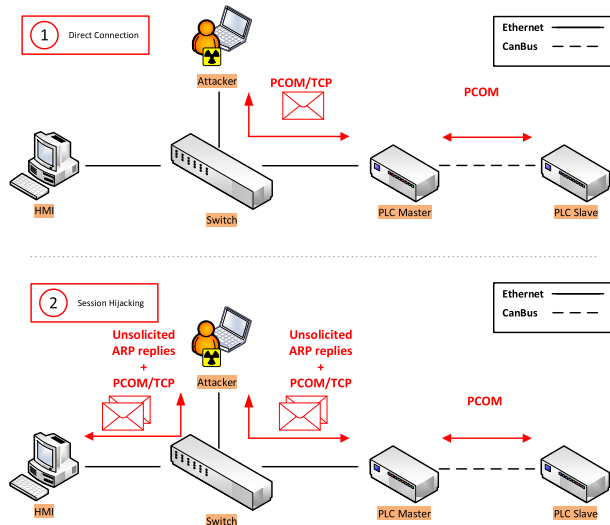 1
Direct Connection
Ethernet
CanBus
Attacker
PCOM/TCP
PCOM
HMI
Switch
PLC Master
PLC Slave
2
Session Hijacking
Ethernet
CanBus
Unsolicited
ARP replies
+
PCOM/TCP
Attacker
Unsolicited
ARP replies
+
PCOM/TCP
PCOM
HMI
Switch
PLC Master
PLC Slave